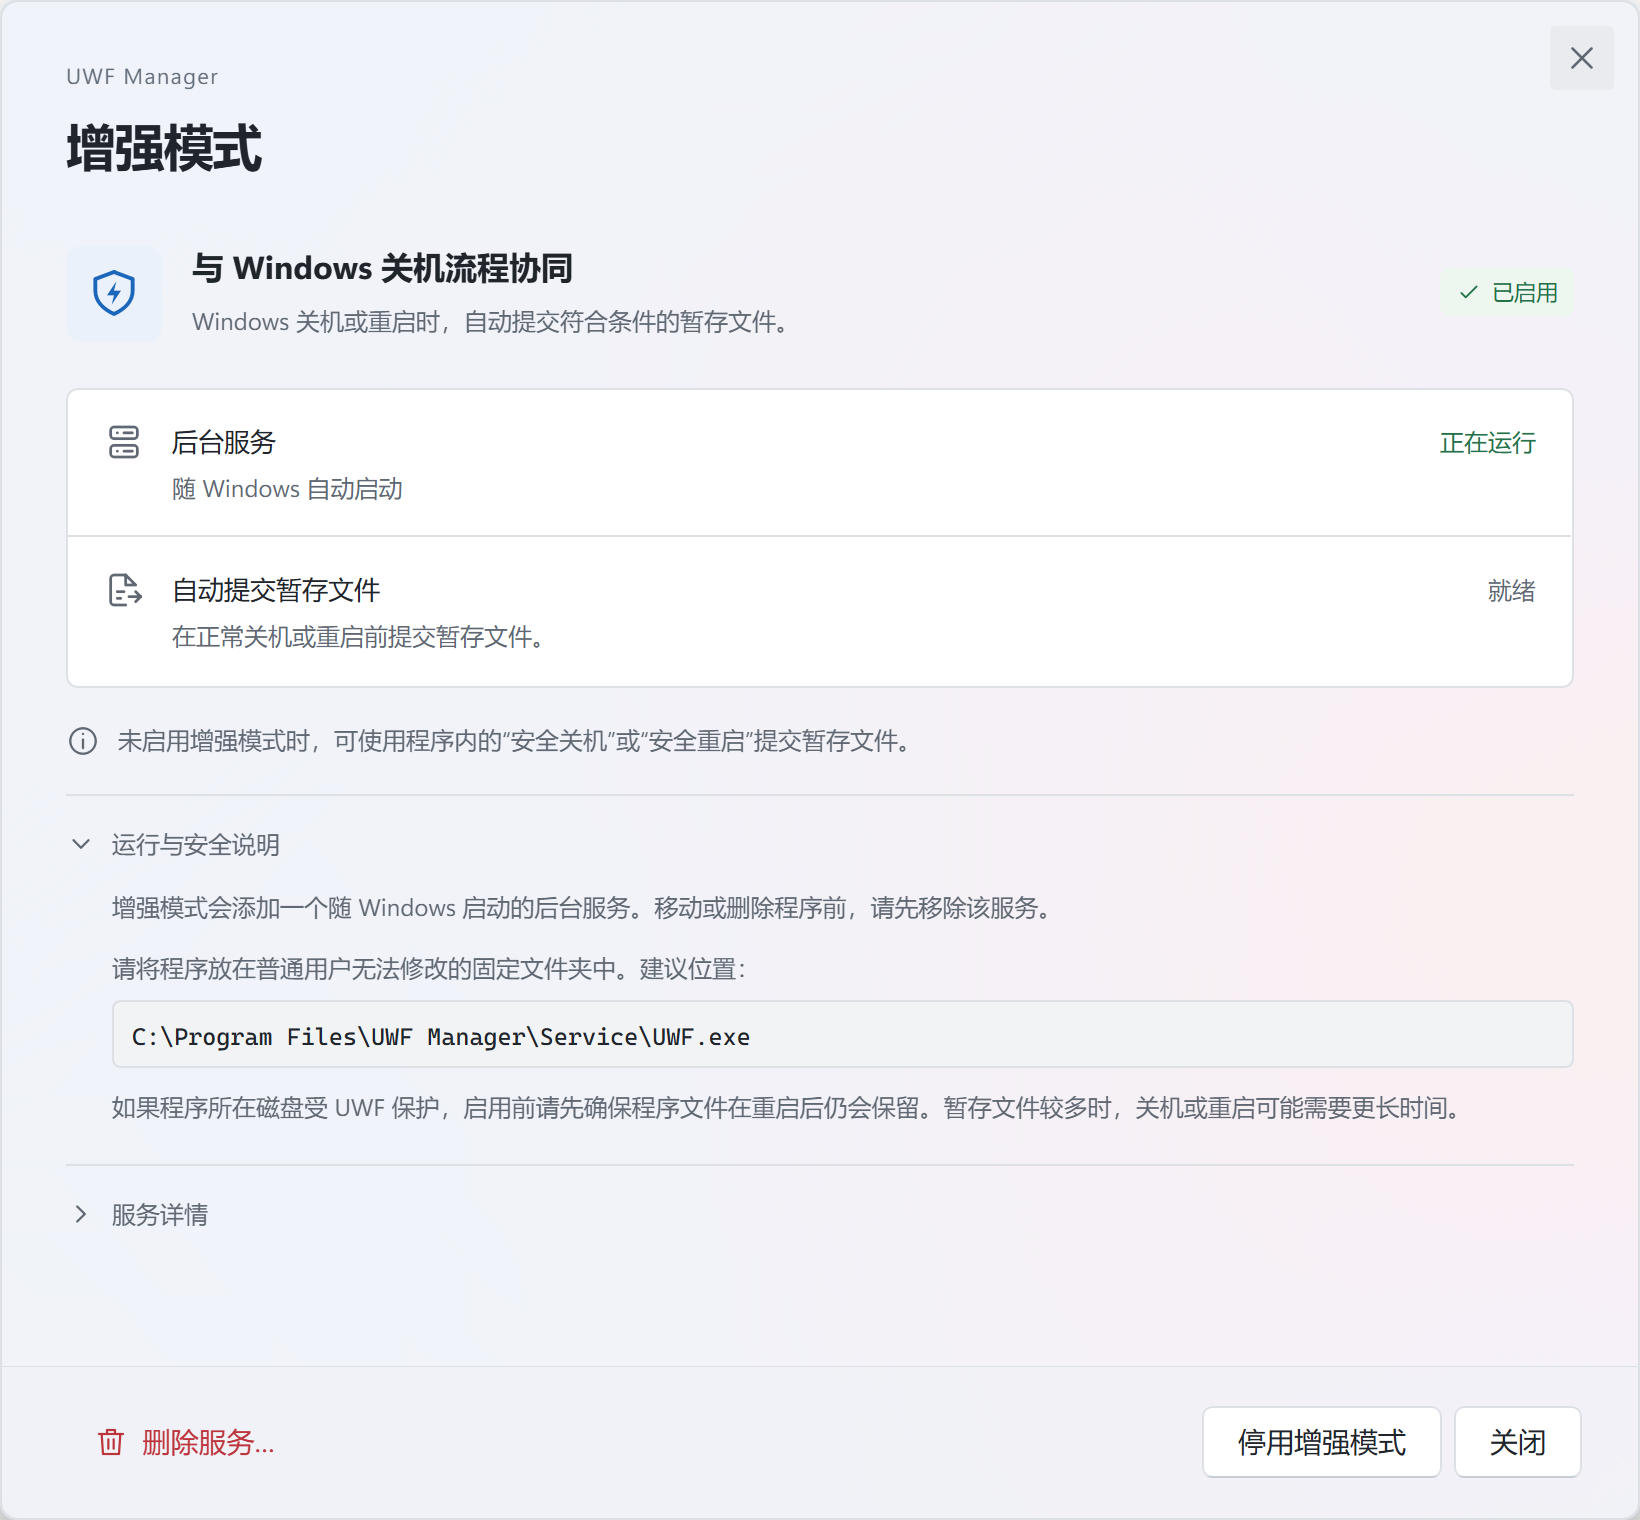 UWF Manager
增强模式
与 Windows 关机流程协同
Windows 关机或重启时，自动提交符合条件的暂存文件。
已启用
后台服务
正在运行
随 Windows 自动启动
自动提交暂存文件
就绪
在正常关机或重启前提交暂存文件。
未启用增强模式时，可使用程序内的“安全关机”或“安全重启”提交暂存文件。
运行与安全说明
增强模式会添加一个随 Windows 启动的后台服务。移动或删除程序前，请先移除该服务。
请将程序放在普通用户无法修改的固定文件夹中。建议位置：
C:\Program Files\UWF Manager\Service\UWF.exe
如果程序所在磁盘受 UWF 保护，启用前请先确保程序文件在重启后仍会保留。暂存文件较多时，关机或重启可能需要更长时间。
服务详情
删除服务...
停用增强模式
关闭